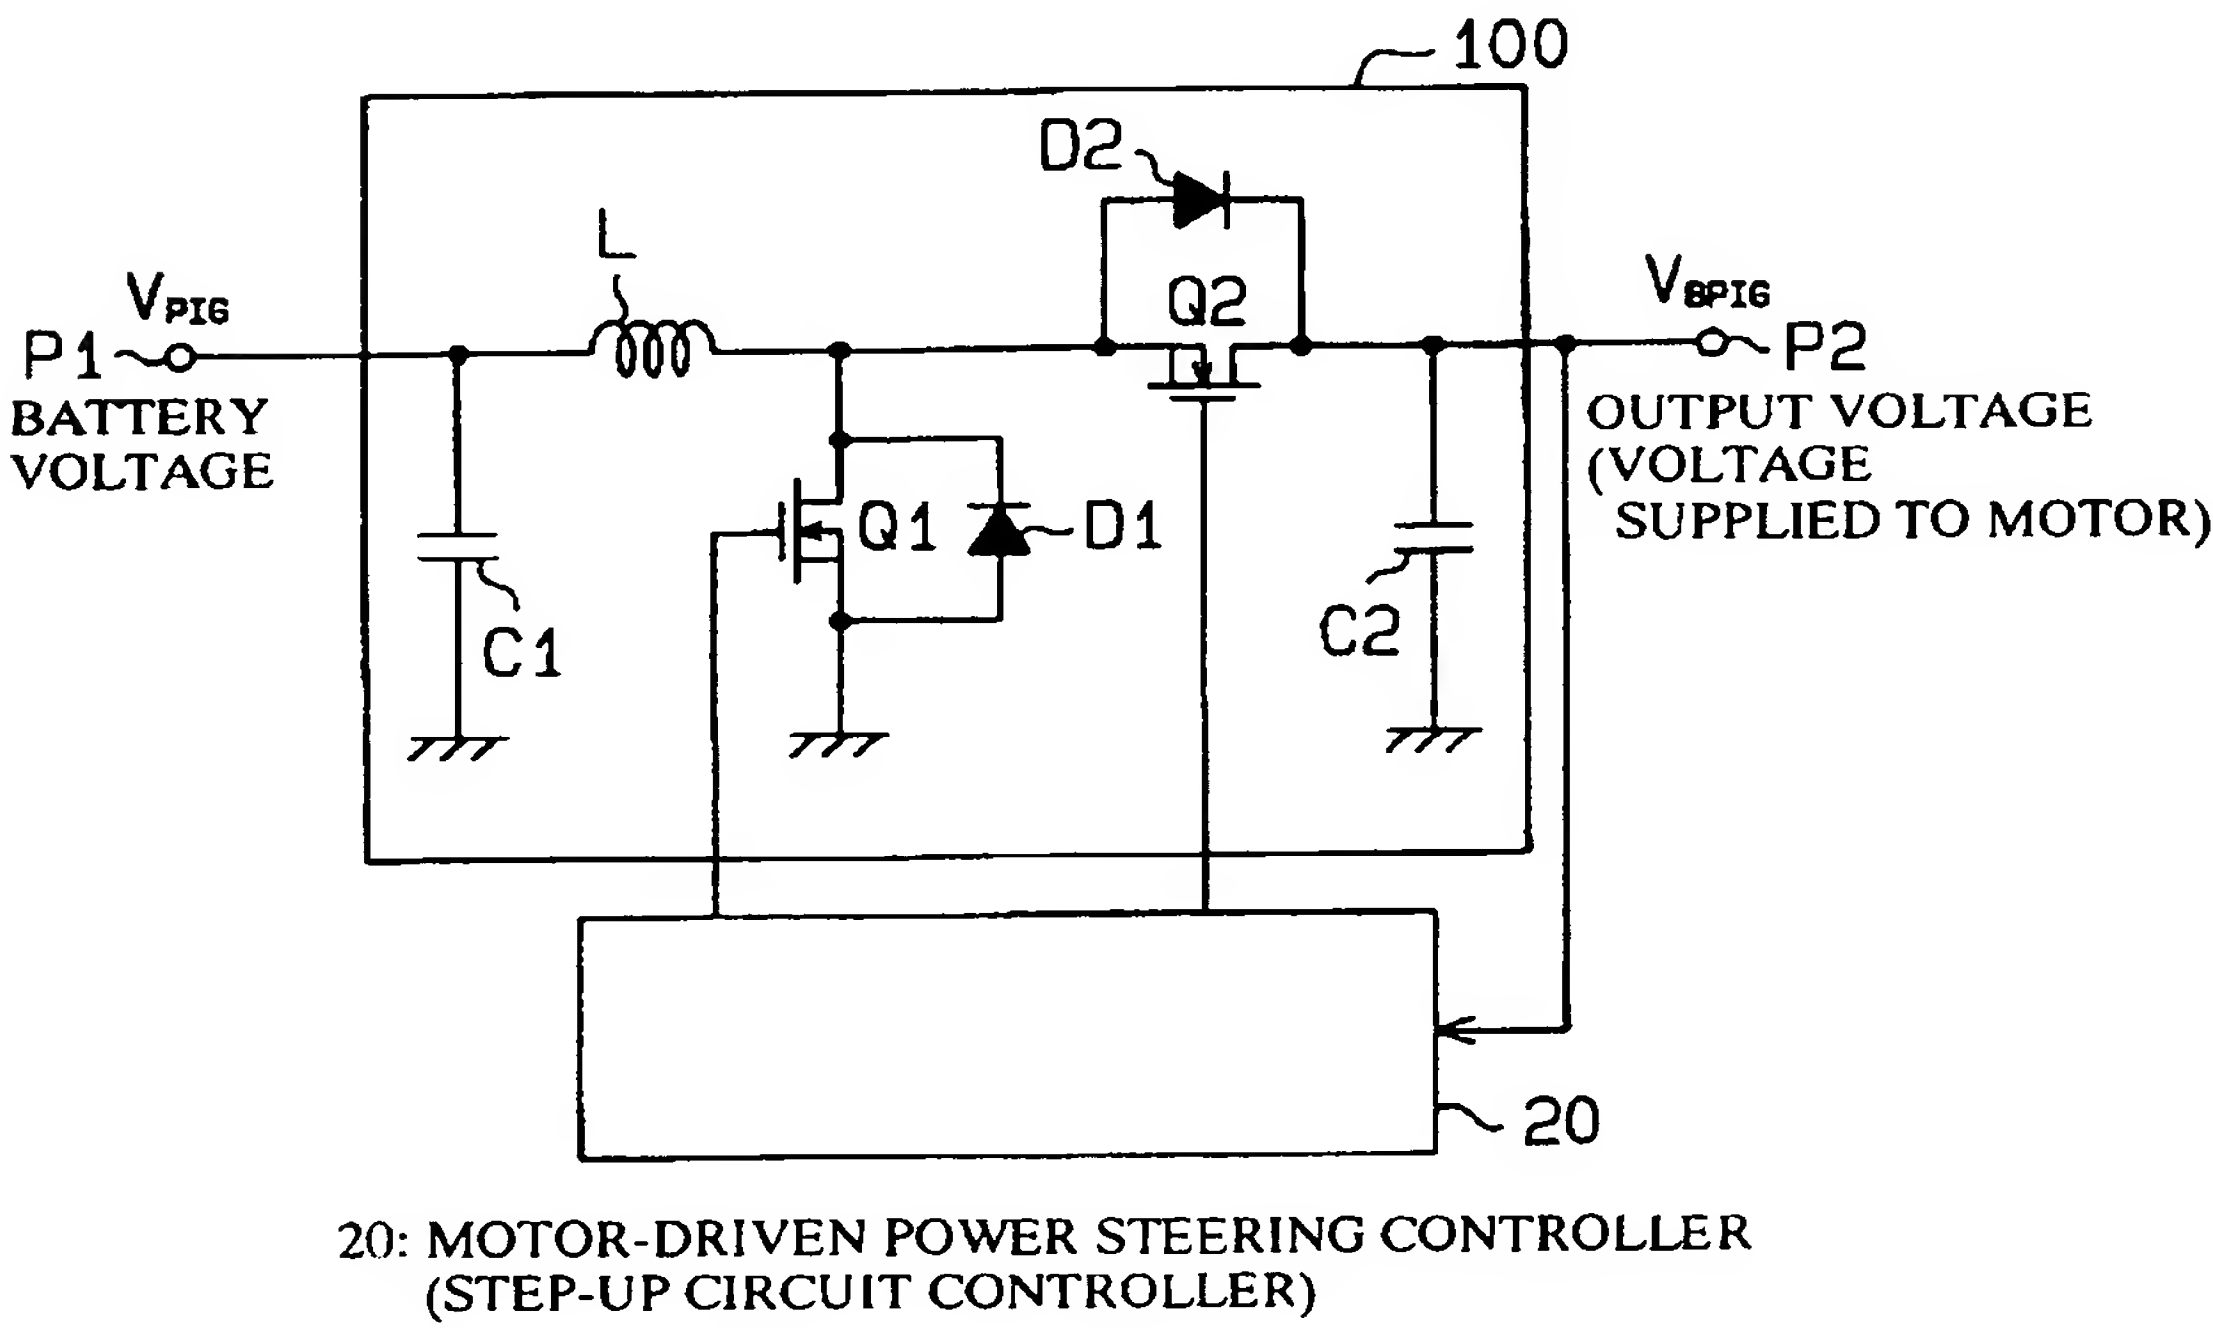 100
D2
L
Q2
VPIG
VBPIG
P1
P2
BATTERY
VOLTAGE
OUTPUT VOLTAGE
(VOLTAGE
SUPPLIED TO MOTOR)
Q1
D1
C1
C2
20
20: MOTOR-DRIVEN POWER STEERING CONTROLLER
(STEP-UP CIRCUIT CONTROLLER)